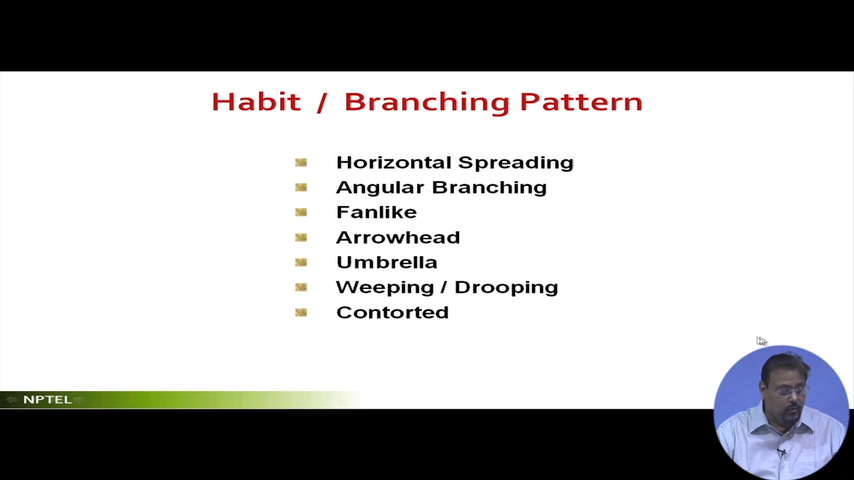 Habit / Branching Pattern
Horizontal Spreading
Angular Branching
Fanlike
Arrowhead
Umbrella
Weeping / Drooping
Contorted
NPTEL